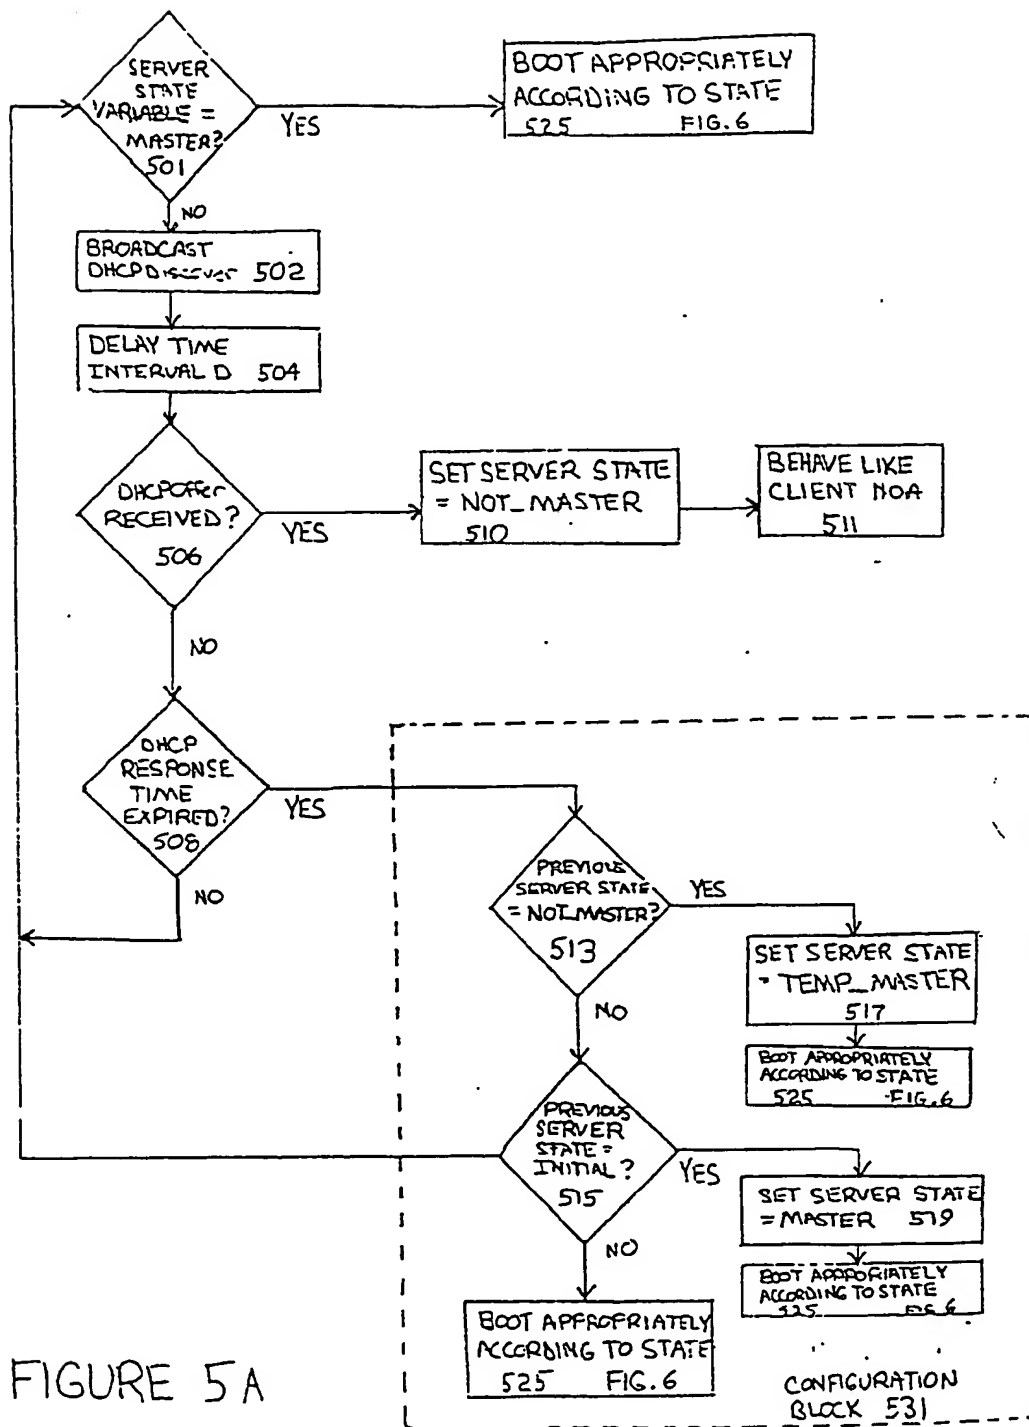 SERVER
STATE
VARIABLE =
MASTER?
501
YES
BOOT APPROPRIATELY
ACCORDING TO STATE
525 FIG.6
NO
BROADCAST
DHCPDiscover 502
DELAY TIME
INTERVAL D 504
DHCPOffer
RECEIVED?
506
YES
SET SERVER STATE
= NOT_MASTER
510
BEHAVE LIKE
CLIENT NOA
511
NO
DHCP
RESPONSE
TIME
EXPIRED?
508
YES
NO
PREVIOUS
SERVER STATE
= NOT_MASTER?
513
YES
SET SERVER STATE
= TEMP_MASTER
517
BOOT APPROPRIATELY
ACCORDING TO STATE
525 FIG.6
NO
PREVIOUS
SERVER
STATE =
INITIAL?
515
YES
SET SERVER STATE
= MASTER 519
BOOT APPROPRIATELY
ACCORDING TO STATE
525 FIG 6
NO
BOOT APPROPRIATELY
ACCORDING TO STATE
525 FIG.6
CONFIGURATION
BLOCK 531
FIGURE 5A